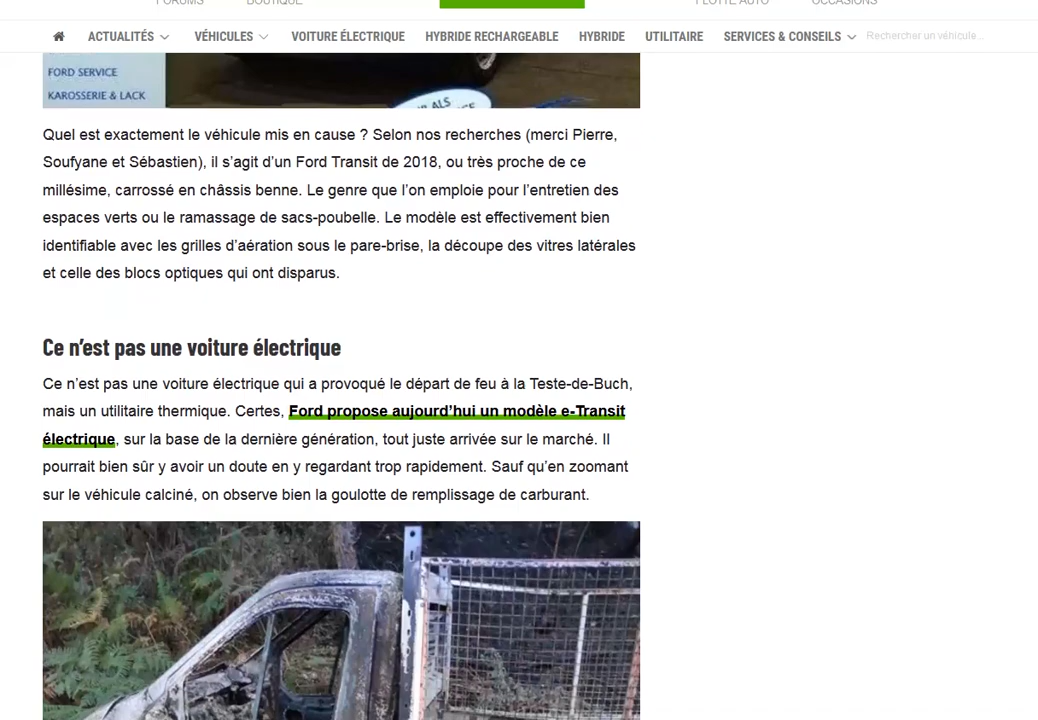 FORUMS BOUTIQUE FLOTTE AUTO OCCASIONS
ACTUALITÉS VÉHICULES VOITURE ÉLECTRIQUE HYBRIDE RECHARGEABLE HYBRIDE UTILITAIRE SERVICES & CONSEILS Rechercher un véhicule...
FORD SERVICE
KAROSSERIE & LACK
ALS
Quel est exactement le véhicule mis en cause ? Selon nos recherches (merci Pierre,
Soufyane et Sébastien), il s’agit d’un Ford Transit de 2018, ou très proche de ce
millésime, carrossé en châssis benne. Le genre que l’on emploie pour l’entretien des
espaces verts ou le ramassage de sacs-poubelle. Le modèle est effectivement bien
identifiable avec les grilles d’aération sous le pare-brise, la découpe des vitres latérales
et celle des blocs optiques qui ont disparus.
Ce n’est pas une voiture électrique
Ce n’est pas une voiture électrique qui a provoqué le départ de feu à la Teste-de-Buch,
mais un utilitaire thermique. Certes, Ford propose aujourd’hui un modèle e-Transit
électrique, sur la base de la dernière génération, tout juste arrivée sur le marché. Il
pourrait bien sûr y avoir un doute en y regardant trop rapidement. Sauf qu’en zoomant
sur le véhicule calciné, on observe bien la goulotte de remplissage de carburant.